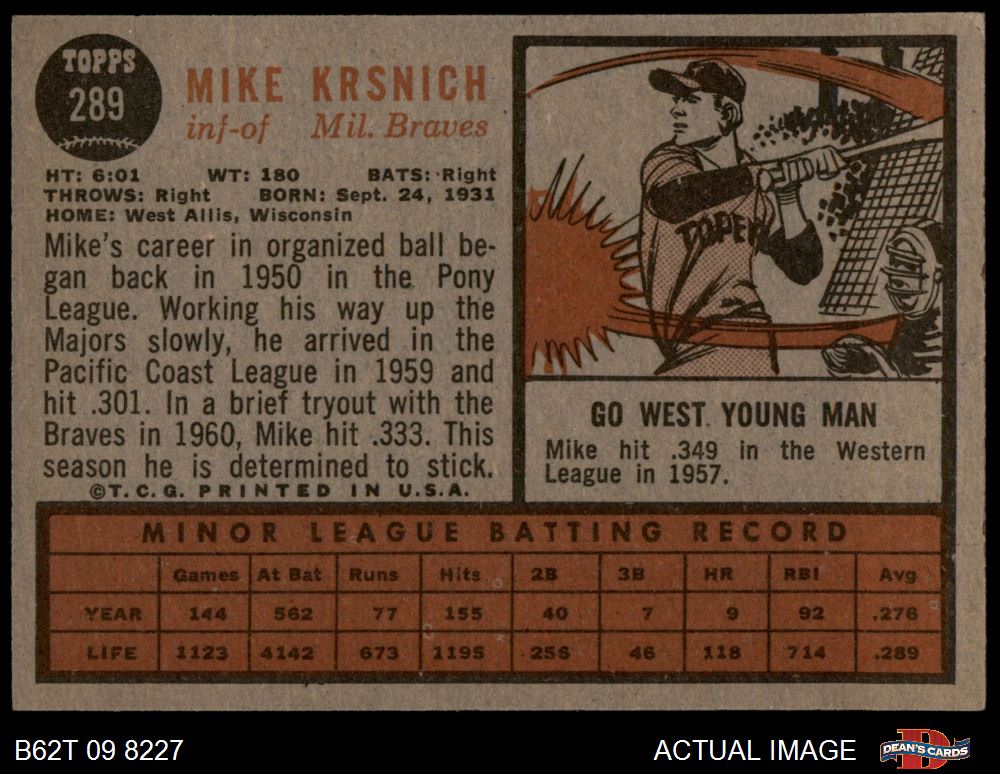 TOPPS
289
MIKE KRSNICH
inf-of Mil. Braves
HT: 6:01 WT: 180 BATS: Right
THROWS: Right BORN: Sept. 24, 1931
HOME: West Allis, Wisconsin
Mike's career in organized ball be-
gan back in 1950 in the Pony
League. Working his way up the
Majors slowly, he arrived in the
Pacific Coast League in 1959 and
hit .301. In a brief tryout with the
Braves in 1960, Mike hit .333. This
season he is determined to stick.
©T.C.G. PRINTED IN U.S.A.
TOPEK
GO WEST YOUNG MAN
Mike hit .349 in the Western
League in 1957.
MINOR LEAGUE BATTING RECORD
Games At Bat Runs Hits 2B 3B HR RBI Avg
YEAR 144 562 77 155 40 7 9 92 .276
LIFE 1123 4142 673 1195 256 46 118 714 .289
B62T 09 8227
ACTUAL IMAGE
DEAN'S CARDS